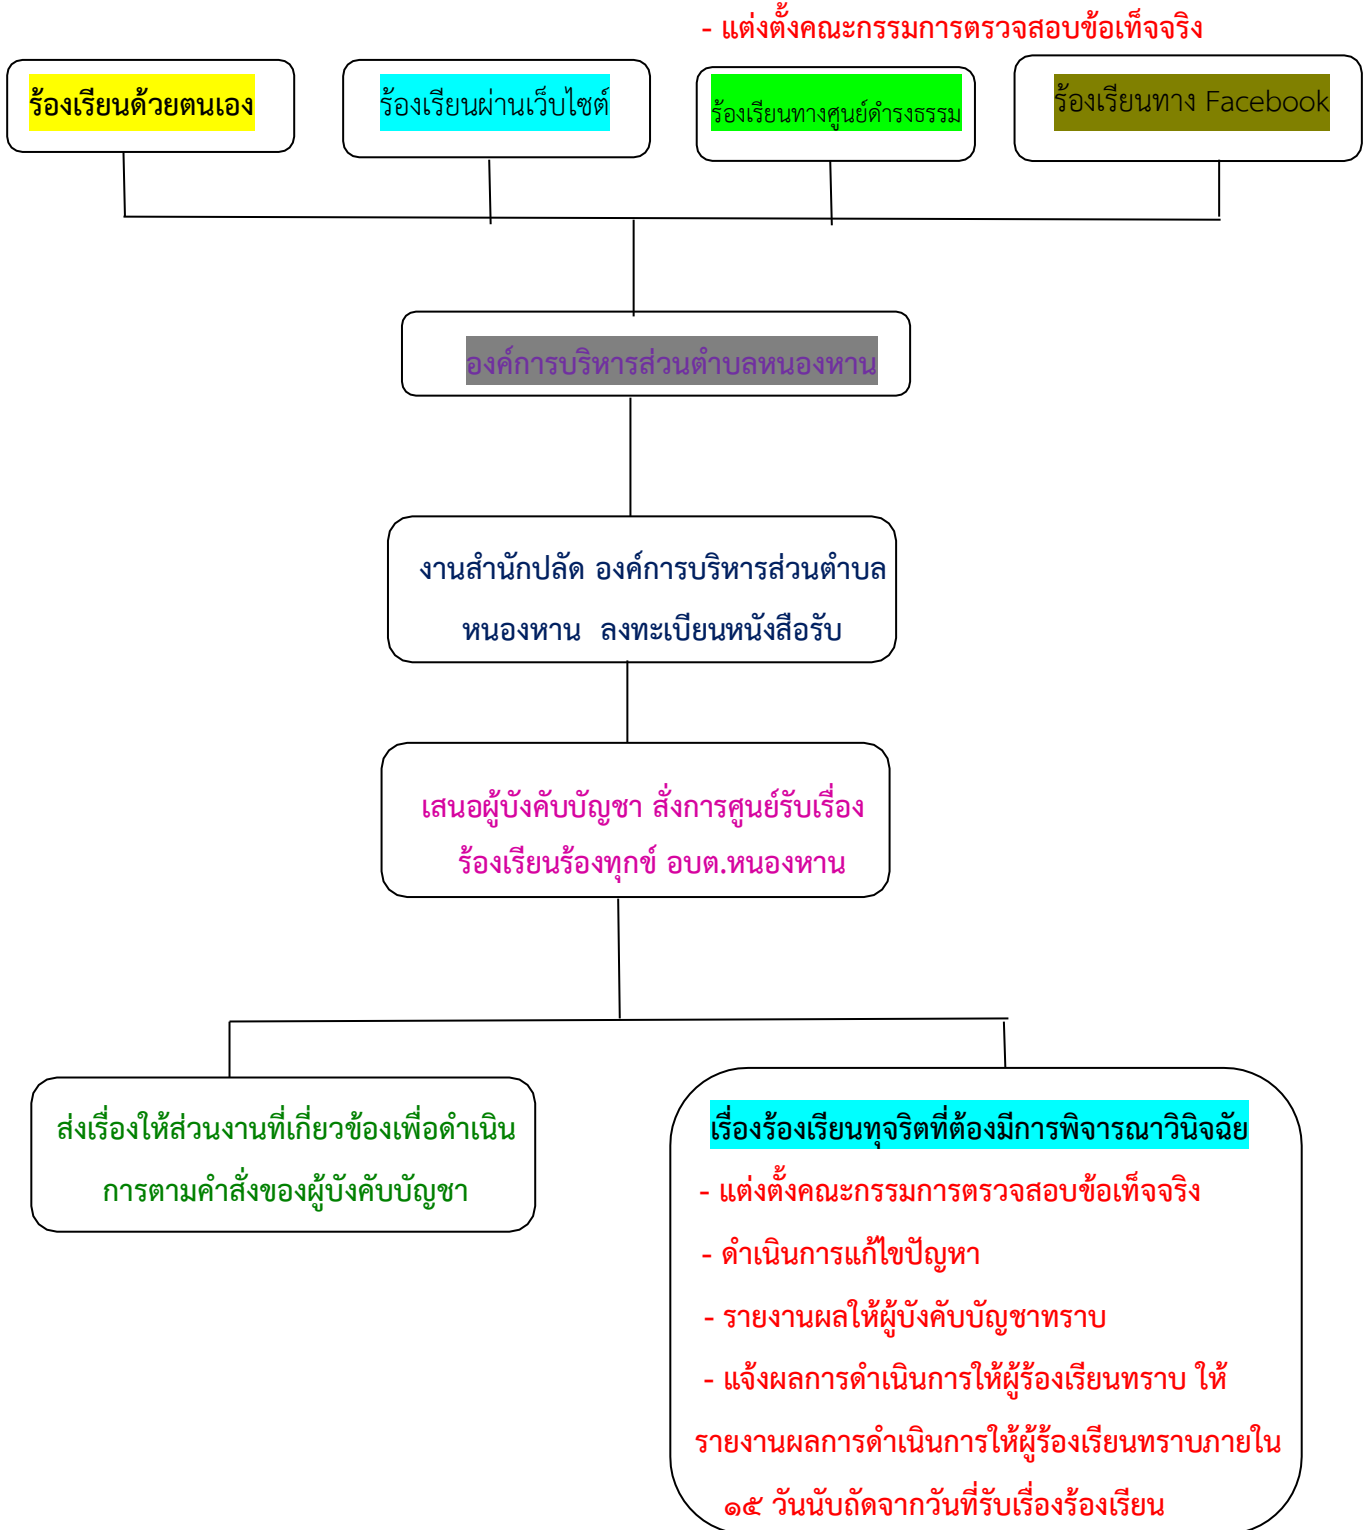 - แต่งตั้งคณะกรรมการตรวจสอบข้อเท็จจริง
ร้องเรียนด้วยตนเอง
ร้องเรียนผ่านเว็บไซต์
ร้องเรียนทางศูนย์ดำรงธรรม
ร้องเรียนทาง Facebook
องค์การบริหารส่วนตำบลหนองหาน
งานสำนักปลัด องค์การบริหารส่วนตำบล
หนองหาน ลงทะเบียนหนังสือรับ
เสนอผู้บังคับบัญชา สั่งการศูนย์รับเรื่อง
ร้องเรียนร้องทุกข์ อบต.หนองหาน
ส่งเรื่องให้ส่วนงานที่เกี่ยวข้องเพื่อดำเนิน
การตามคำสั่งของผู้บังคับบัญชา
เรื่องร้องเรียนทุจริตที่ต้องมีการพิจารณาวินิจฉัย
- แต่งตั้งคณะกรรมการตรวจสอบข้อเท็จจริง
- ดำเนินการแก้ไขปัญหา
- รายงานผลให้ผู้บังคับบัญชาทราบ
- แจ้งผลการดำเนินการให้ผู้ร้องเรียนทราบ ให้
รายงานผลการดำเนินการให้ผู้ร้องเรียนทราบภายใน
๑๕ วันนับถัดจากวันที่รับเรื่องร้องเรียน